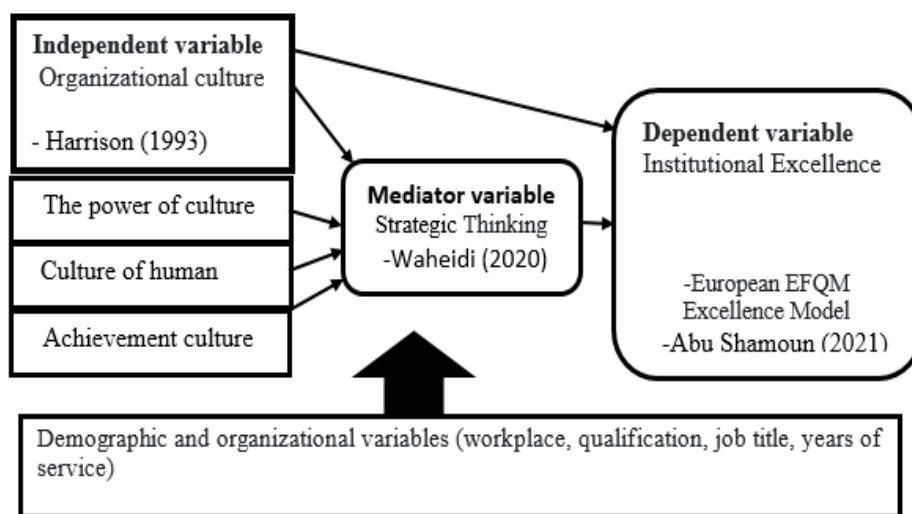 Independent variable
Organizational culture
- Harrison (1993)
The power of culture
Culture of human
Achievement culture
Mediator variable
Strategic Thinking
-Waheidi (2020)
Dependent variable
Institutional Excellence
-European EFQM
Excellence Model
-Abu Shamoun (2021)
Demographic and organizational variables (workplace, qualification, job title, years of
service)